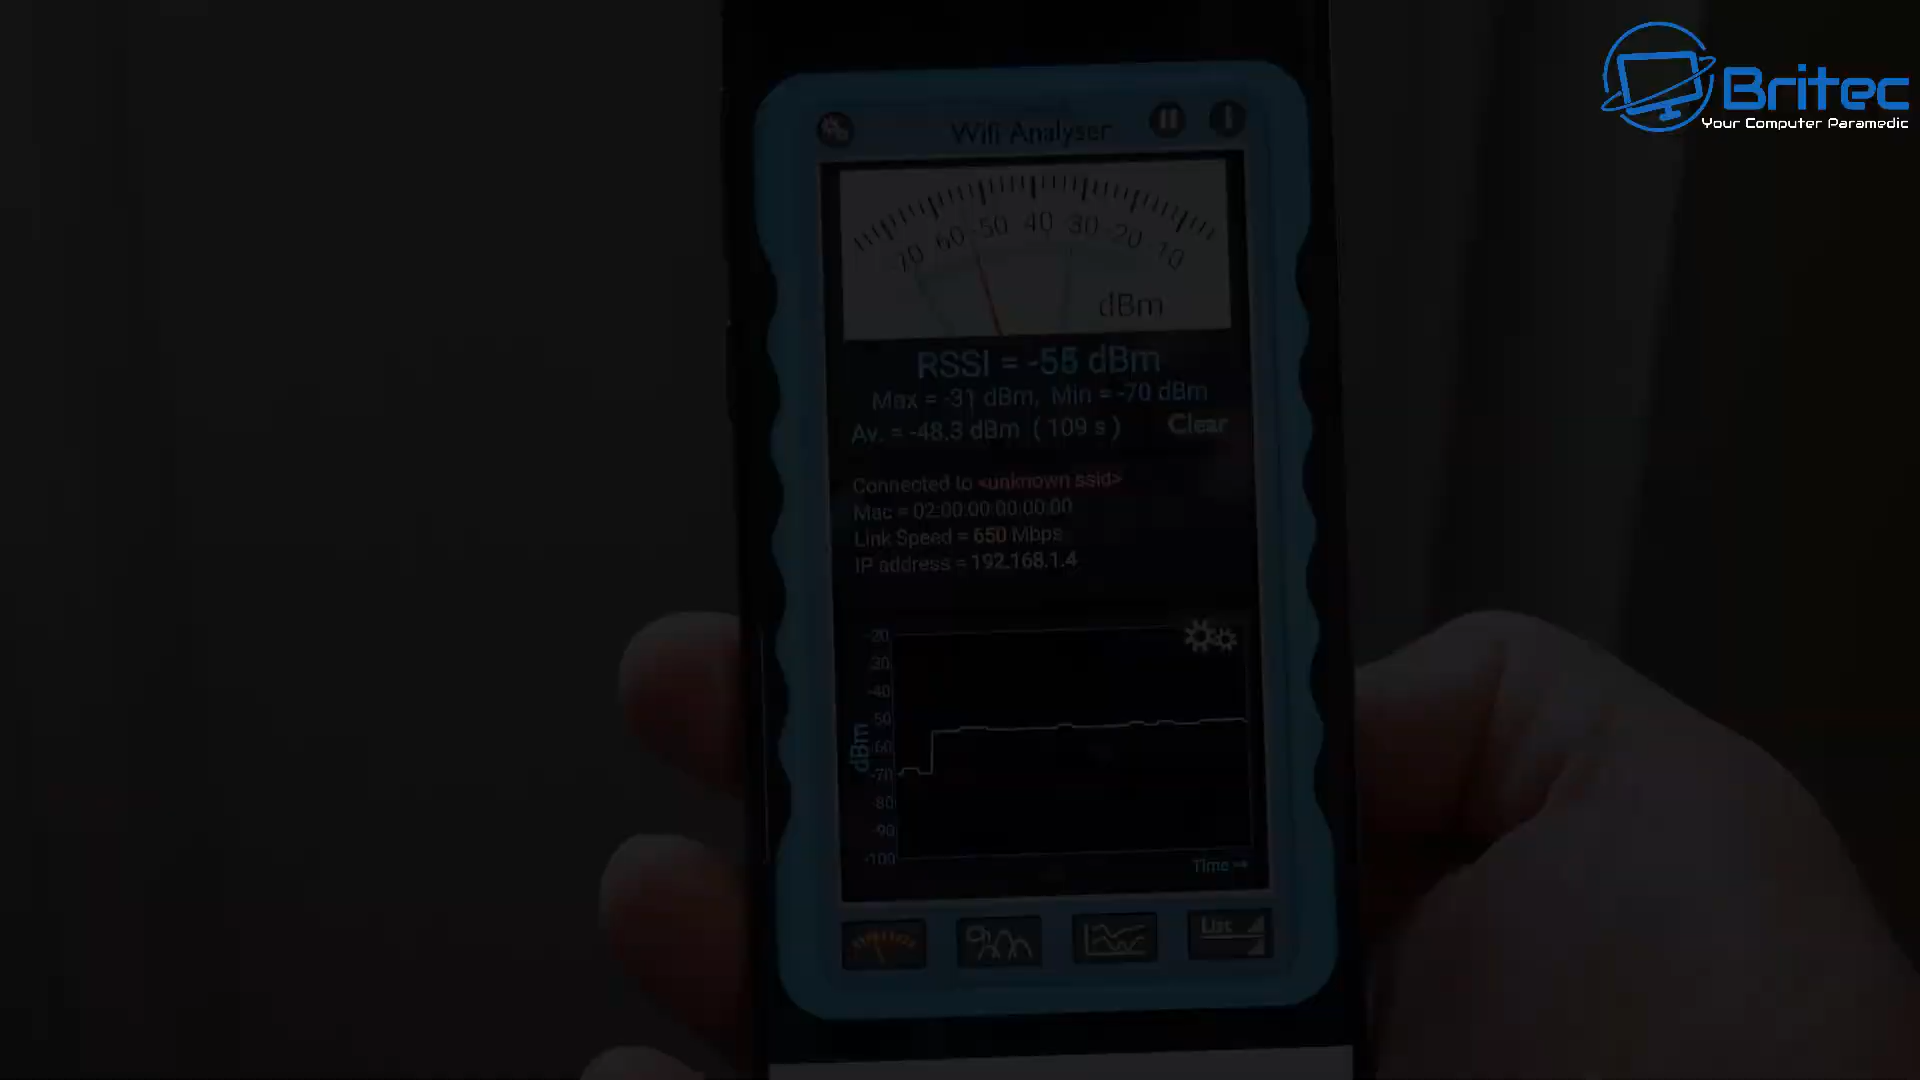 Britec
Your Computer Paramedic
Wifi Analyser
70 60 -50 40 -30 -20 -10
dBm
RSSI = -55 dBm
Max = -31 dBm, Min = -70 dBm
Av. = -48.3 dBm ( 109 s )
Clear
Connected to <unknown ssid>
Mac = 02:00:00:00:00:00
Link Speed = 650 Mbps
IP address = 192.168.1.4
-20
-30
-40
-50
-60
-70
-80
-90
-100
dBm
Time
Ch
List